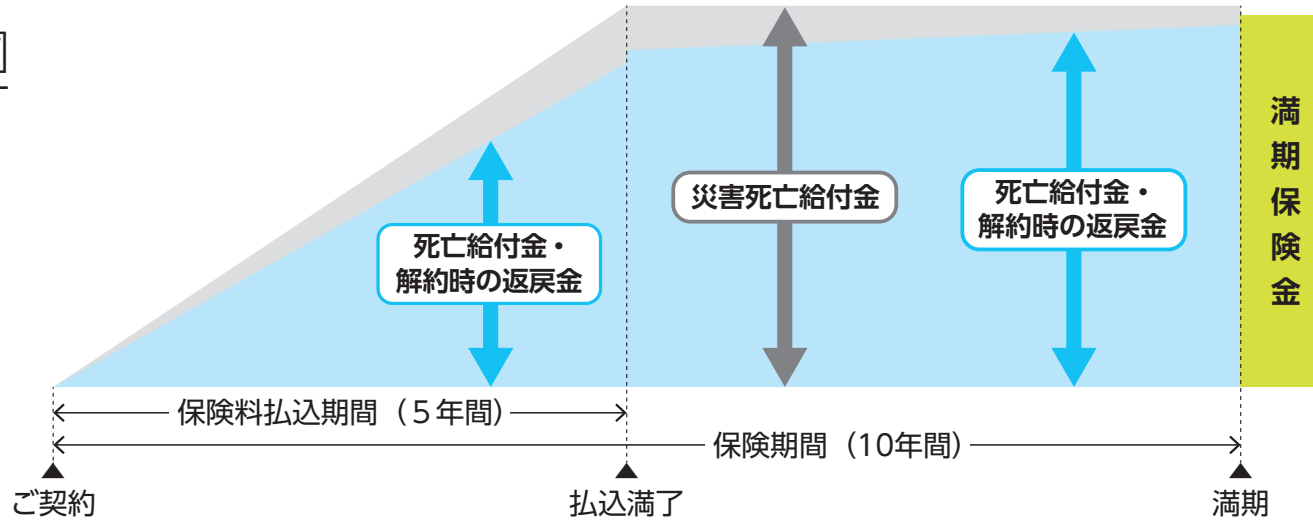 災害死亡給付金
死亡給付金・
解約時の返戻金
死亡給付金・
解約時の返戻金
満期保険金
保険料払込期間（５年間）
保険期間（10年間）
ご契約
払込満了
満期